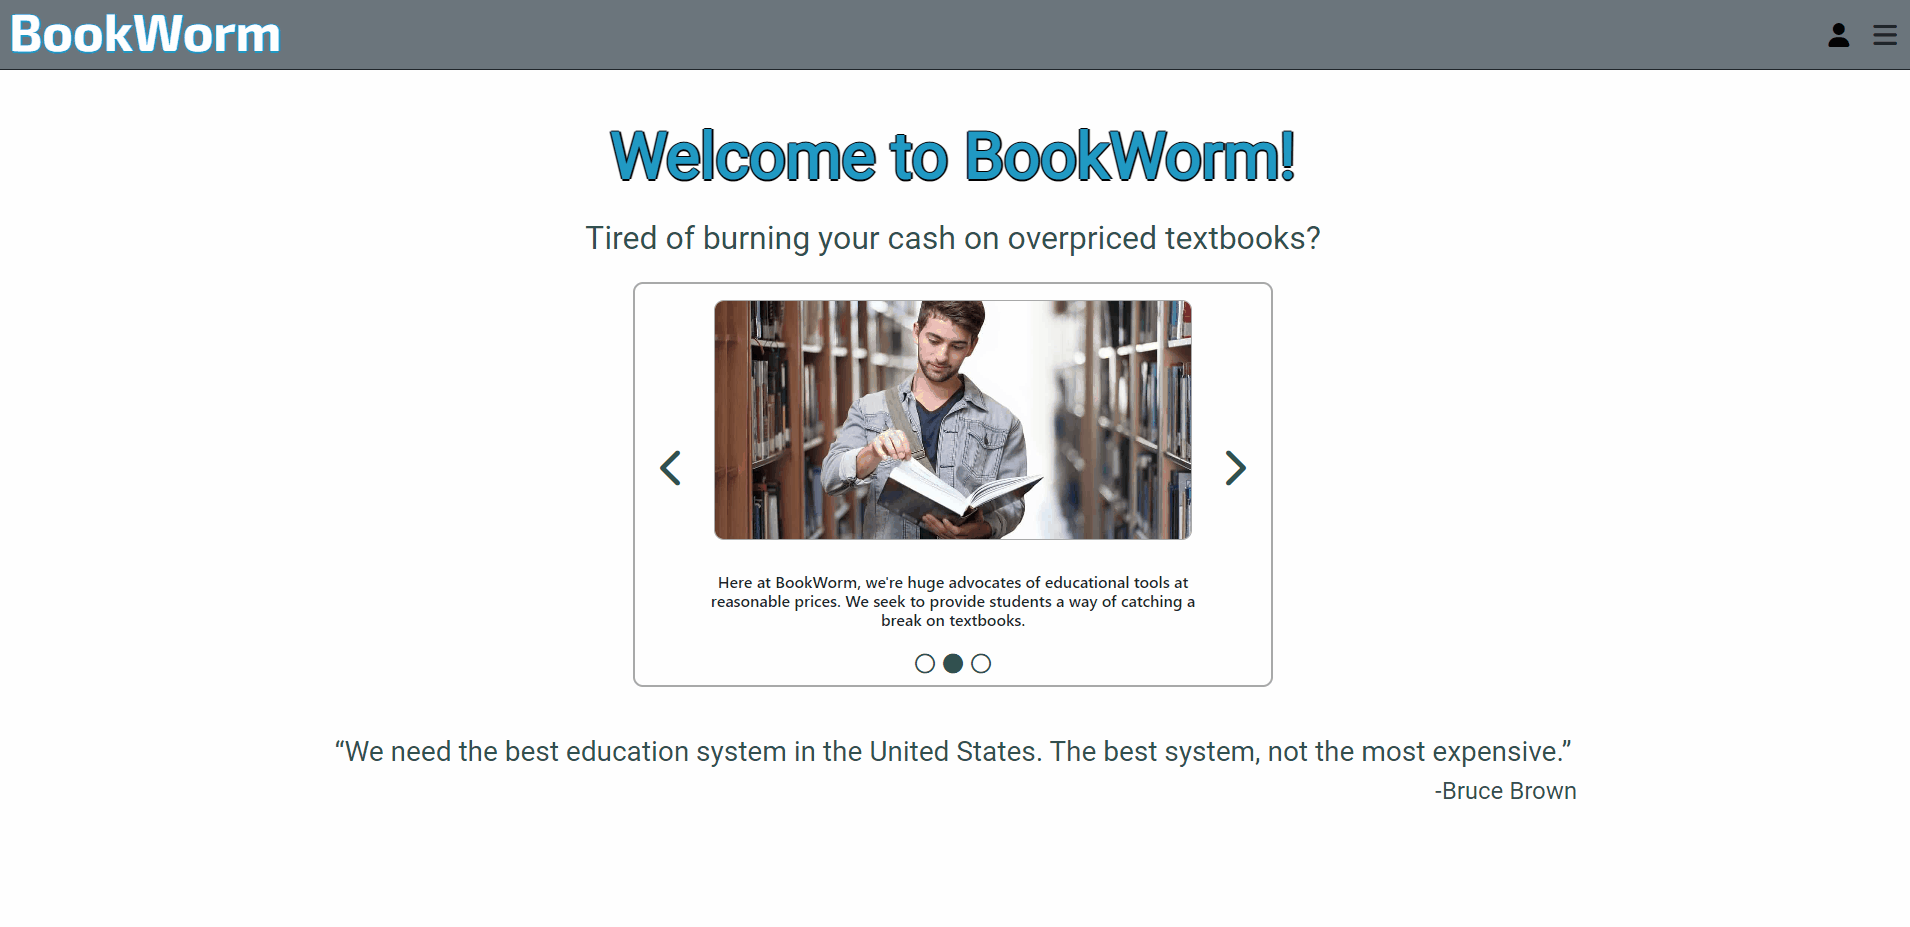 BookWorm
Welcome to BookWorm!
Tired of burning your cash on overpriced textbooks?
Here at BookWorm, we're huge advocates of educational tools at
reasonable prices. We seek to provide students a way of catching a
break on textbooks.
“We need the best education system in the United States. The best system, not the most expensive.”
-Bruce Brown